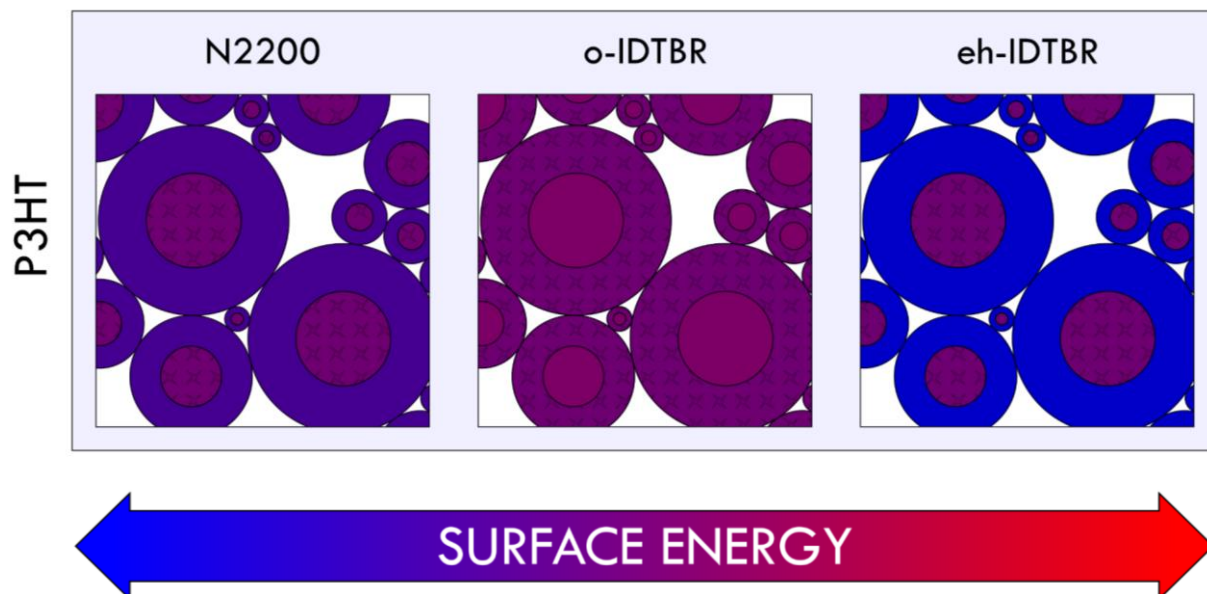 N2200
o-IDTBR
eh-IDTBR
P3HT
SURFACE ENERGY